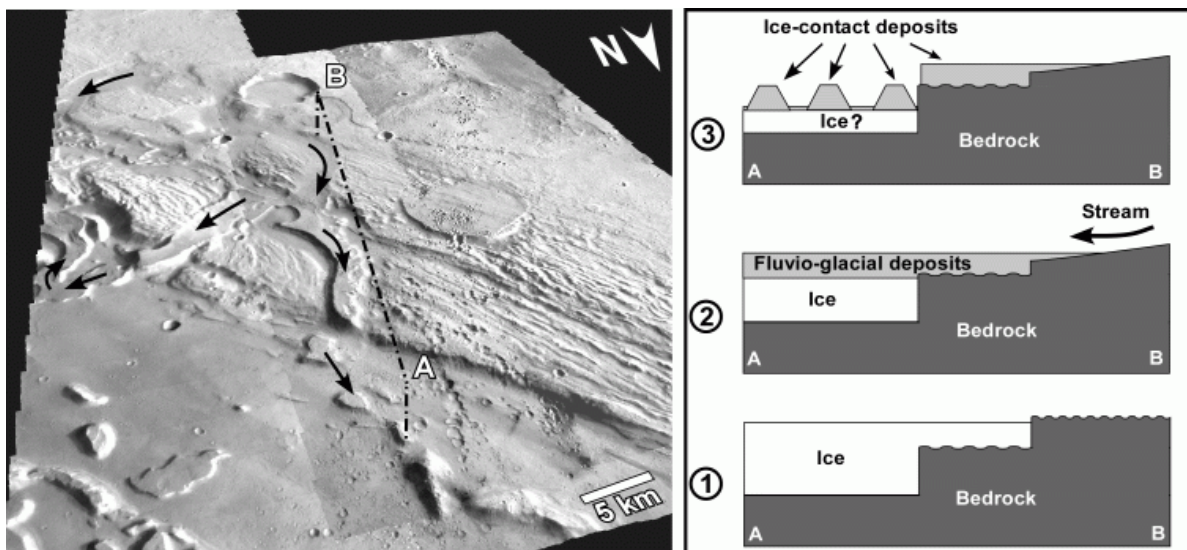 N
B
A
5 km
Ice-contact deposits
Ice?
Bedrock
3
A
B
Stream
Fluvio-glacial deposits
Ice
Bedrock
2
A
B
Ice
Bedrock
1
A
B